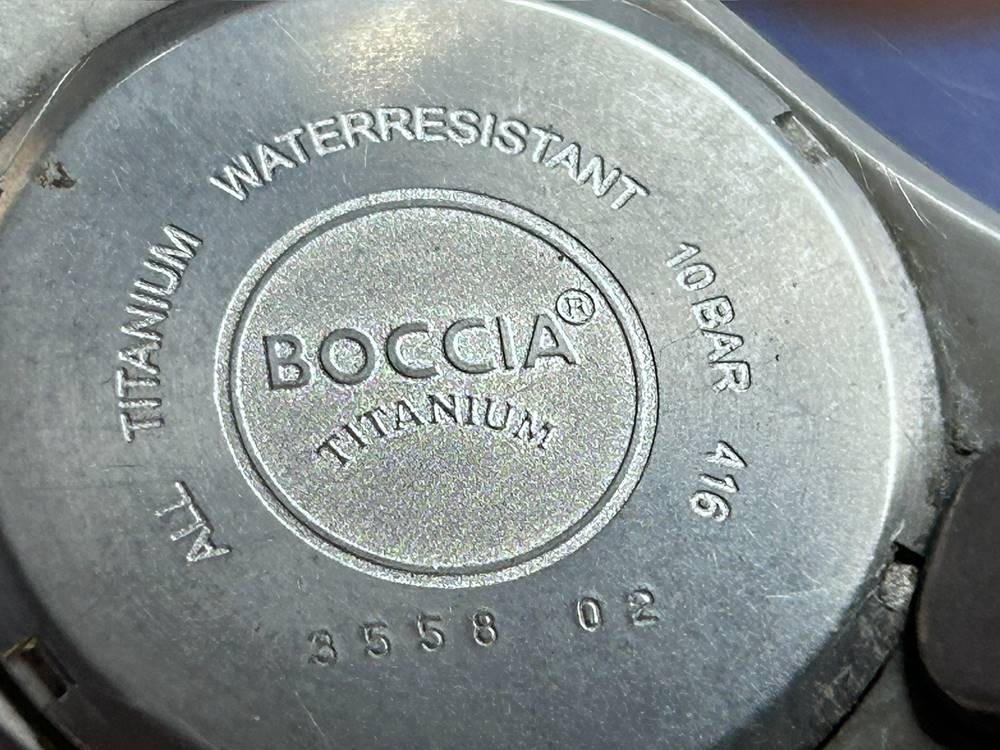 ALL TITANIUM WATERRESISTANT 10BAR 416
BOCCIA®
TITANIUM
3558 02